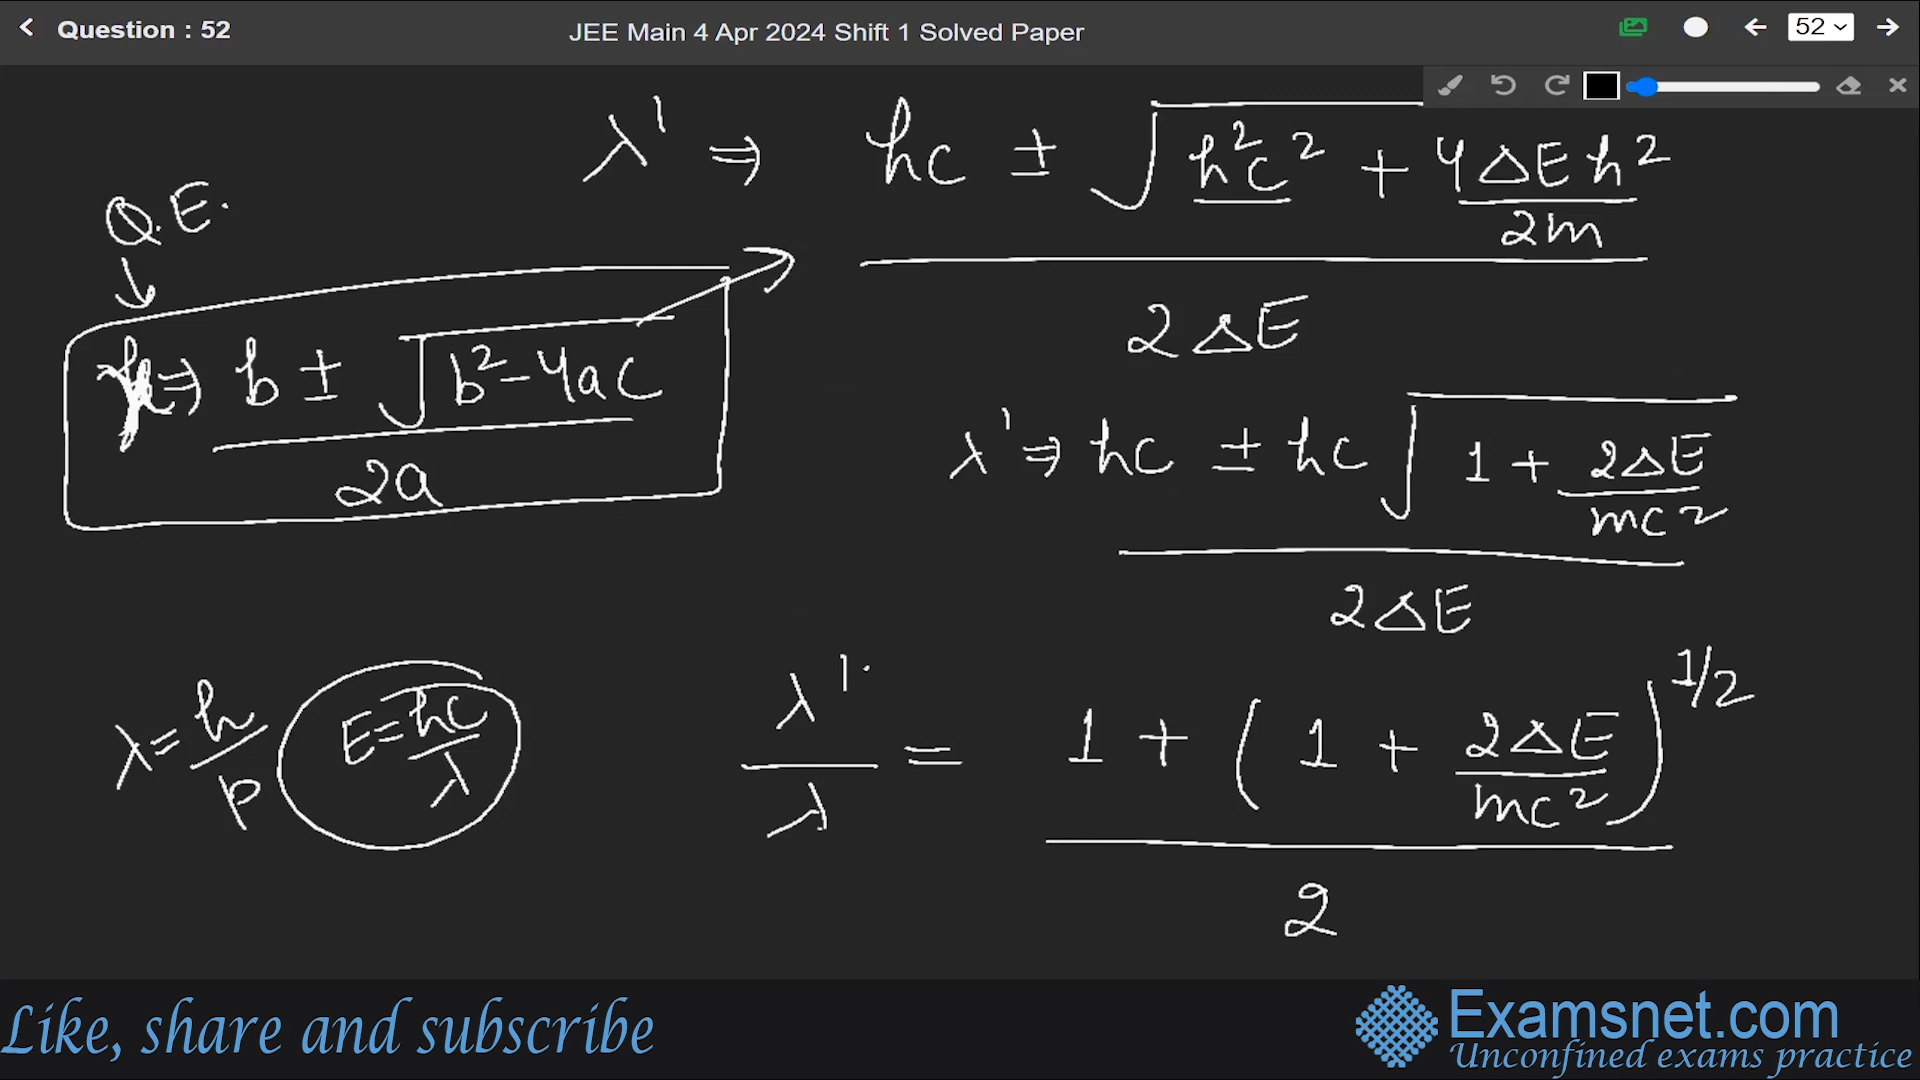 Question : 52
JEE Main 4 Apr 2024 Shift 1 Solved Paper
52
λ' ⇒ hc ± √(h²c² + 4ΔEh²/2m) / 2ΔE
Q.E.
⇒ b ± √(b² - 4ac) / 2a
λ' ⇒ hc ± hc √(1 + 2ΔE/mc²) / 2ΔE
λ = h/p
E = hc/λ
λ'/λ = 1 + (1 + 2ΔE/mc²)^1/2 / 2
Like, share and subscribe
Examsnet.com
Unconfined exams practice